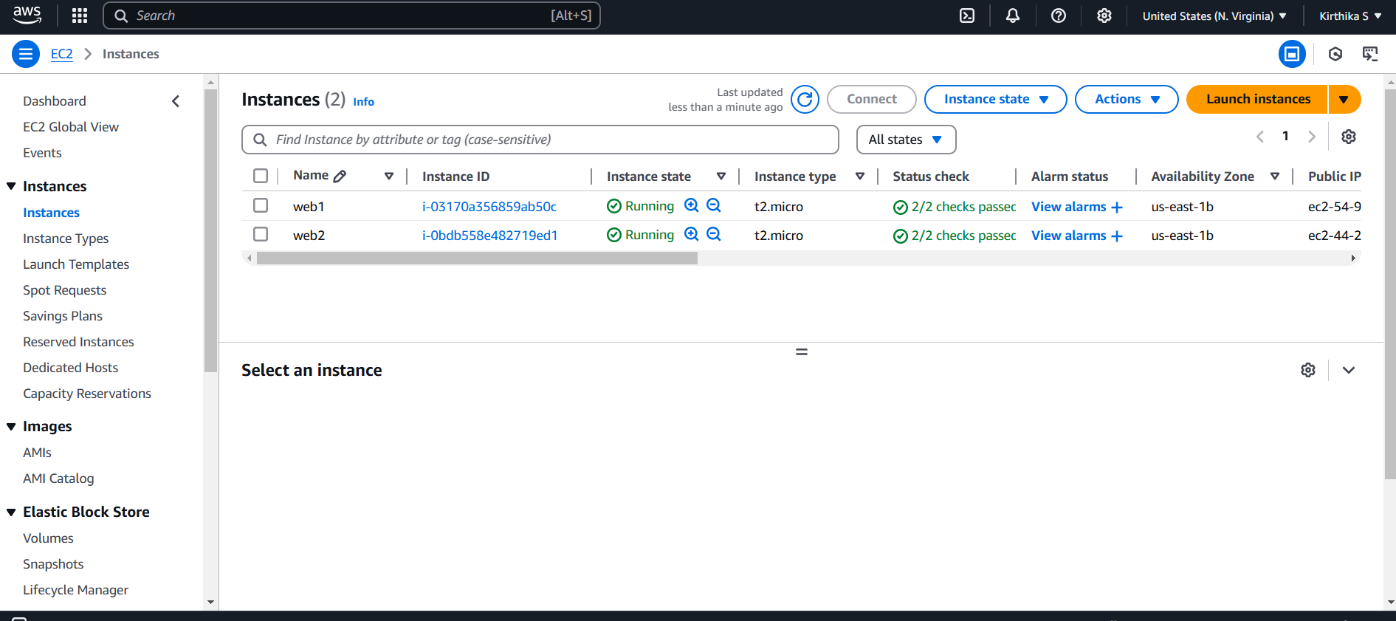 aws Search [Alt+S] United States (N. Virginia) Kirthika S
EC2 Instances
Dashboard
EC2 Global View
Events
Instances
Instances
Instance Types
Launch Templates
Spot Requests
Savings Plans
Reserved Instances
Dedicated Hosts
Capacity Reservations
Images
AMIs
AMI Catalog
Elastic Block Store
Volumes
Snapshots
Lifecycle Manager
Instances (2) Info
Last updated
less than a minute ago
Connect Instance state Actions Launch instances
Find Instance by attribute or tag (case-sensitive) All states 1
Name Instance ID Instance state Instance type Status check Alarm status Availability Zone Public IP
web1 i-03170a356859ab50c Running t2.micro 2/2 checks passec View alarms + us-east-1b ec2-54-9
web2 i-0bdb558e482719ed1 Running t2.micro 2/2 checks passec View alarms + us-east-1b ec2-44-2
Select an instance